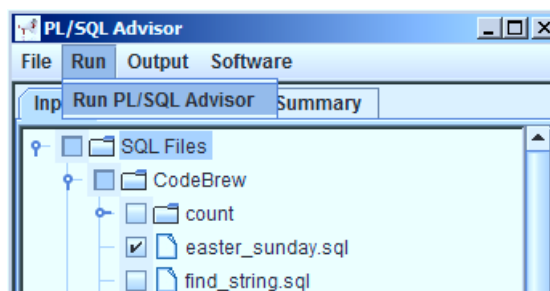 PL/SQL Advisor
File Run Output Software
Run PL/SQL Advisor
Inp Summary
SQL Files
CodeBrew
count
easter_sunday.sql
find_string.sql